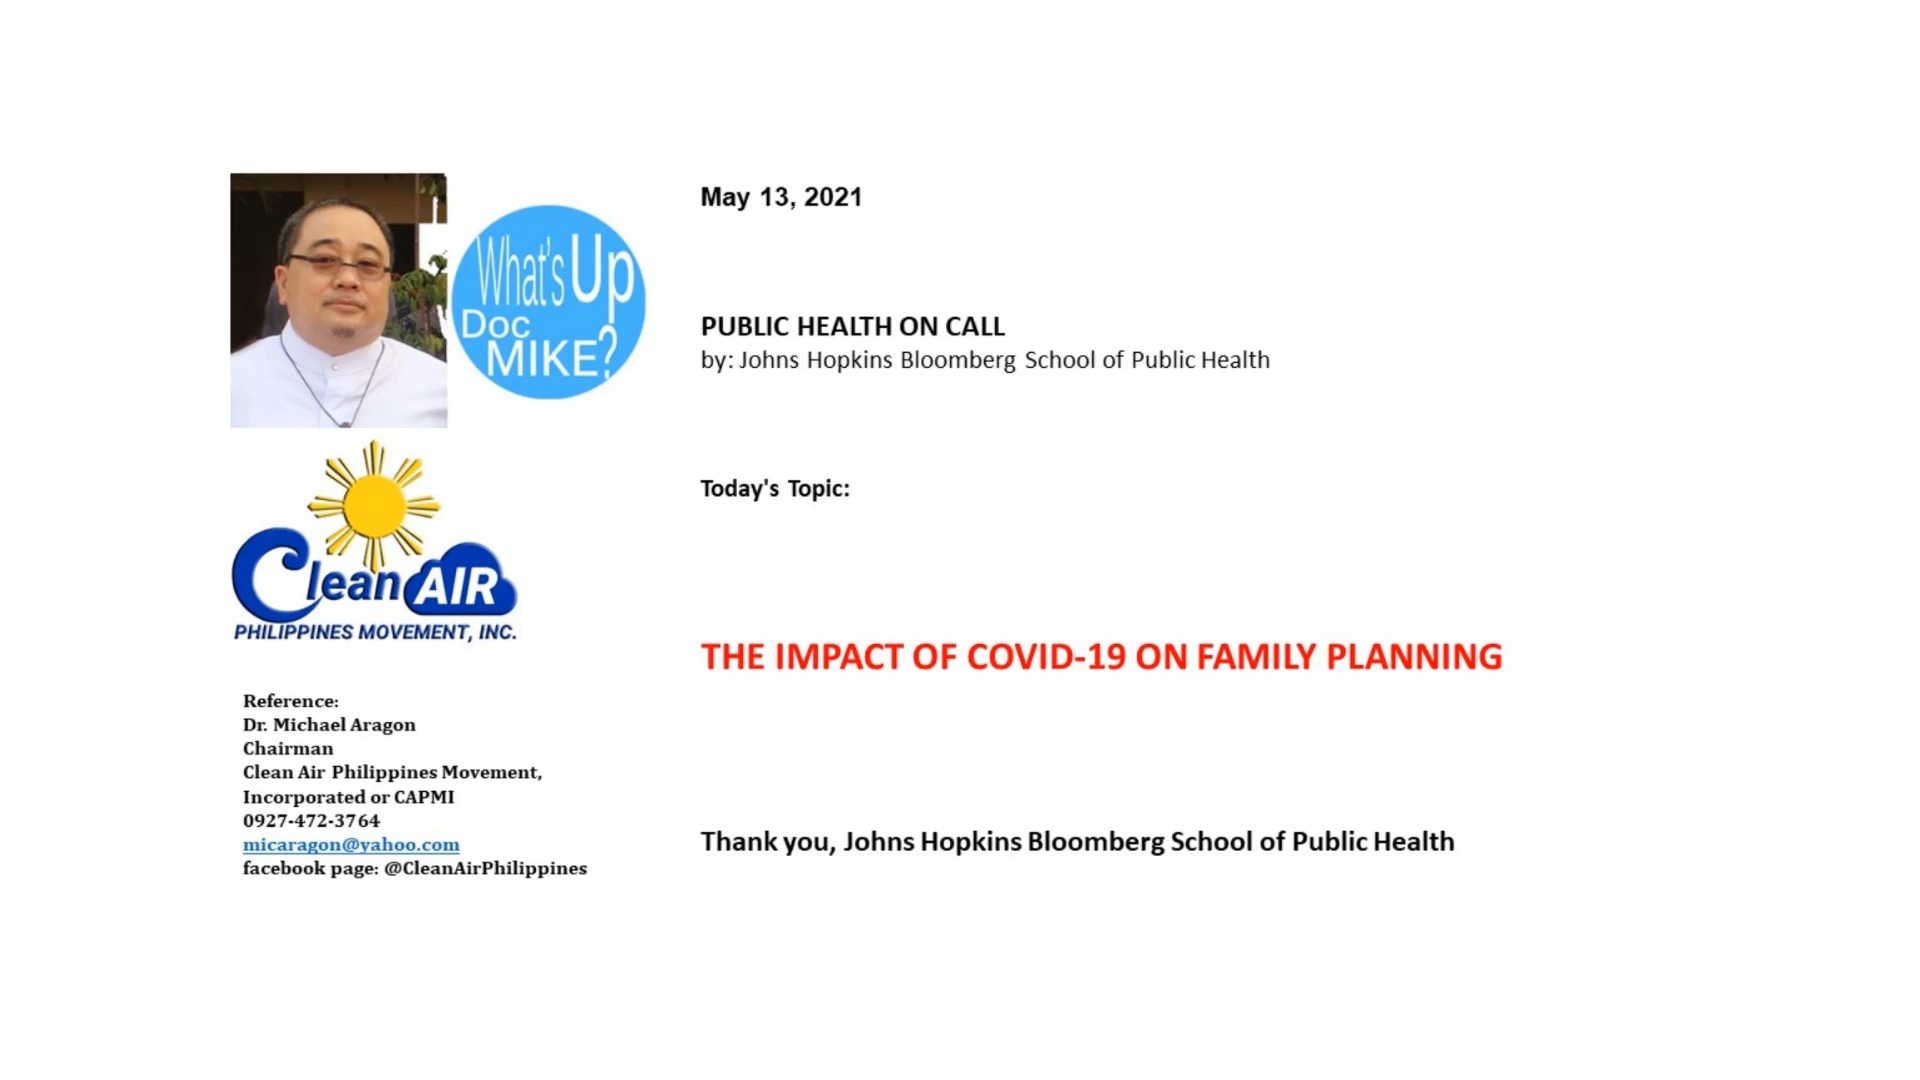 What's Up
Doc
MIKE?
Clean AIR
PHILIPPINES MOVEMENT, INC.
Reference:
Dr. Michael Aragon
Chairman
Clean Air Philippines Movement,
Incorporated or CAPMI
0927-472-3764
micaragon@yahoo.com
facebook page: @CleanAirPhilippines
May 13, 2021
PUBLIC HEALTH ON CALL
by: Johns Hopkins Bloomberg School of Public Health
Today's Topic:
THE IMPACT OF COVID-19 ON FAMILY PLANNING
Thank you, Johns Hopkins Bloomberg School of Public Health